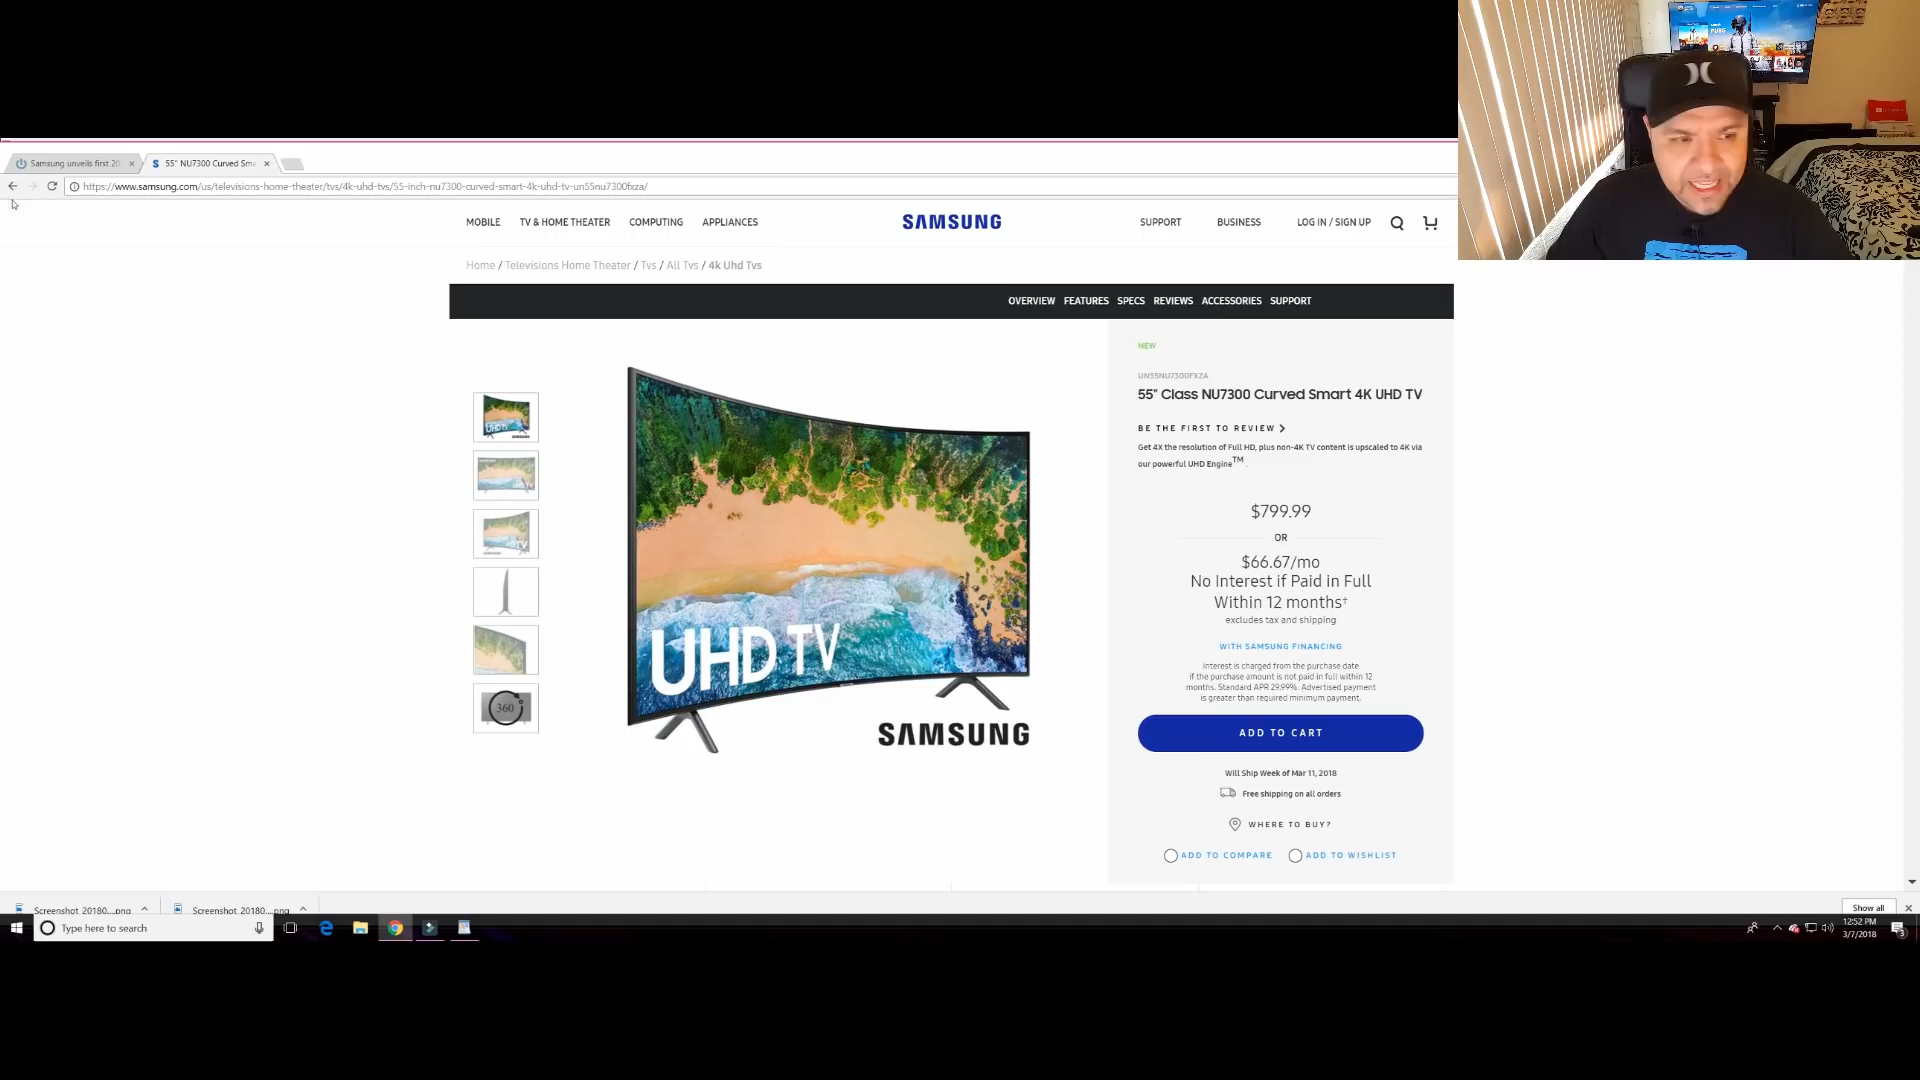 PUBG
Samsung unveils first 20
55" NU7300 Curved Sma
https://www.samsung.com/us/televisions-home-theater/tvs/4k-uhd-tvs/55-inch-nu7300-curved-smart-4k-uhd-tv-un55nu7300fxza/
MOBILE TV & HOME THEATER COMPUTING APPLIANCES SAMSUNG SUPPORT BUSINESS LOG IN / SIGN UP
Home / Televisions Home Theater / Tvs / All Tvs / 4k Uhd Tvs
OVERVIEW FEATURES SPECS REVIEWS ACCESSORIES SUPPORT
NEW
UN55NU7300FXZA
55" Class NU7300 Curved Smart 4K UHD TV
BE THE FIRST TO REVIEW >
Get 4X the resolution of Full HD, plus non-4K TV content is upscaled to 4K via
our powerful UHD Engine™ .
$799.99
OR
$66.67/mo
No Interest if Paid in Full
Within 12 months†
excludes tax and shipping
WITH SAMSUNG FINANCING
Interest is charged from the purchase date
if the purchase amount is not paid in full within 12
months. Standard APR 29.99%. Advertised payment
is greater than required minimum payment.
ADD TO CART
Will Ship Week of Mar 11, 2018
Free shipping on all orders
WHERE TO BUY?
ADD TO COMPARE ADD TO WISHLIST
UHD TV
SAMSUNG
360
Screenshot_20180....png
Screenshot_20180....png
Show all
Type here to search
12:52 PM
3/7/2018
3